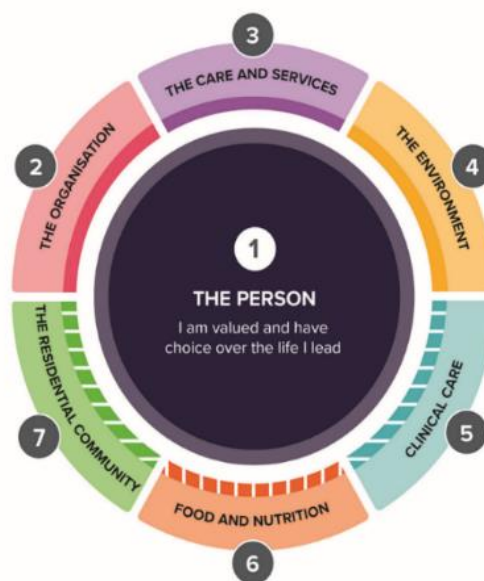 1
THE PERSON
I am valued and have
choice over the life I lead
2
THE ORGANISATION
3
THE CARE AND SERVICES
4
THE ENVIRONMENT
5
CLINICAL CARE
6
FOOD AND NUTRITION
7
THE RESIDENTIAL COMMUNITY